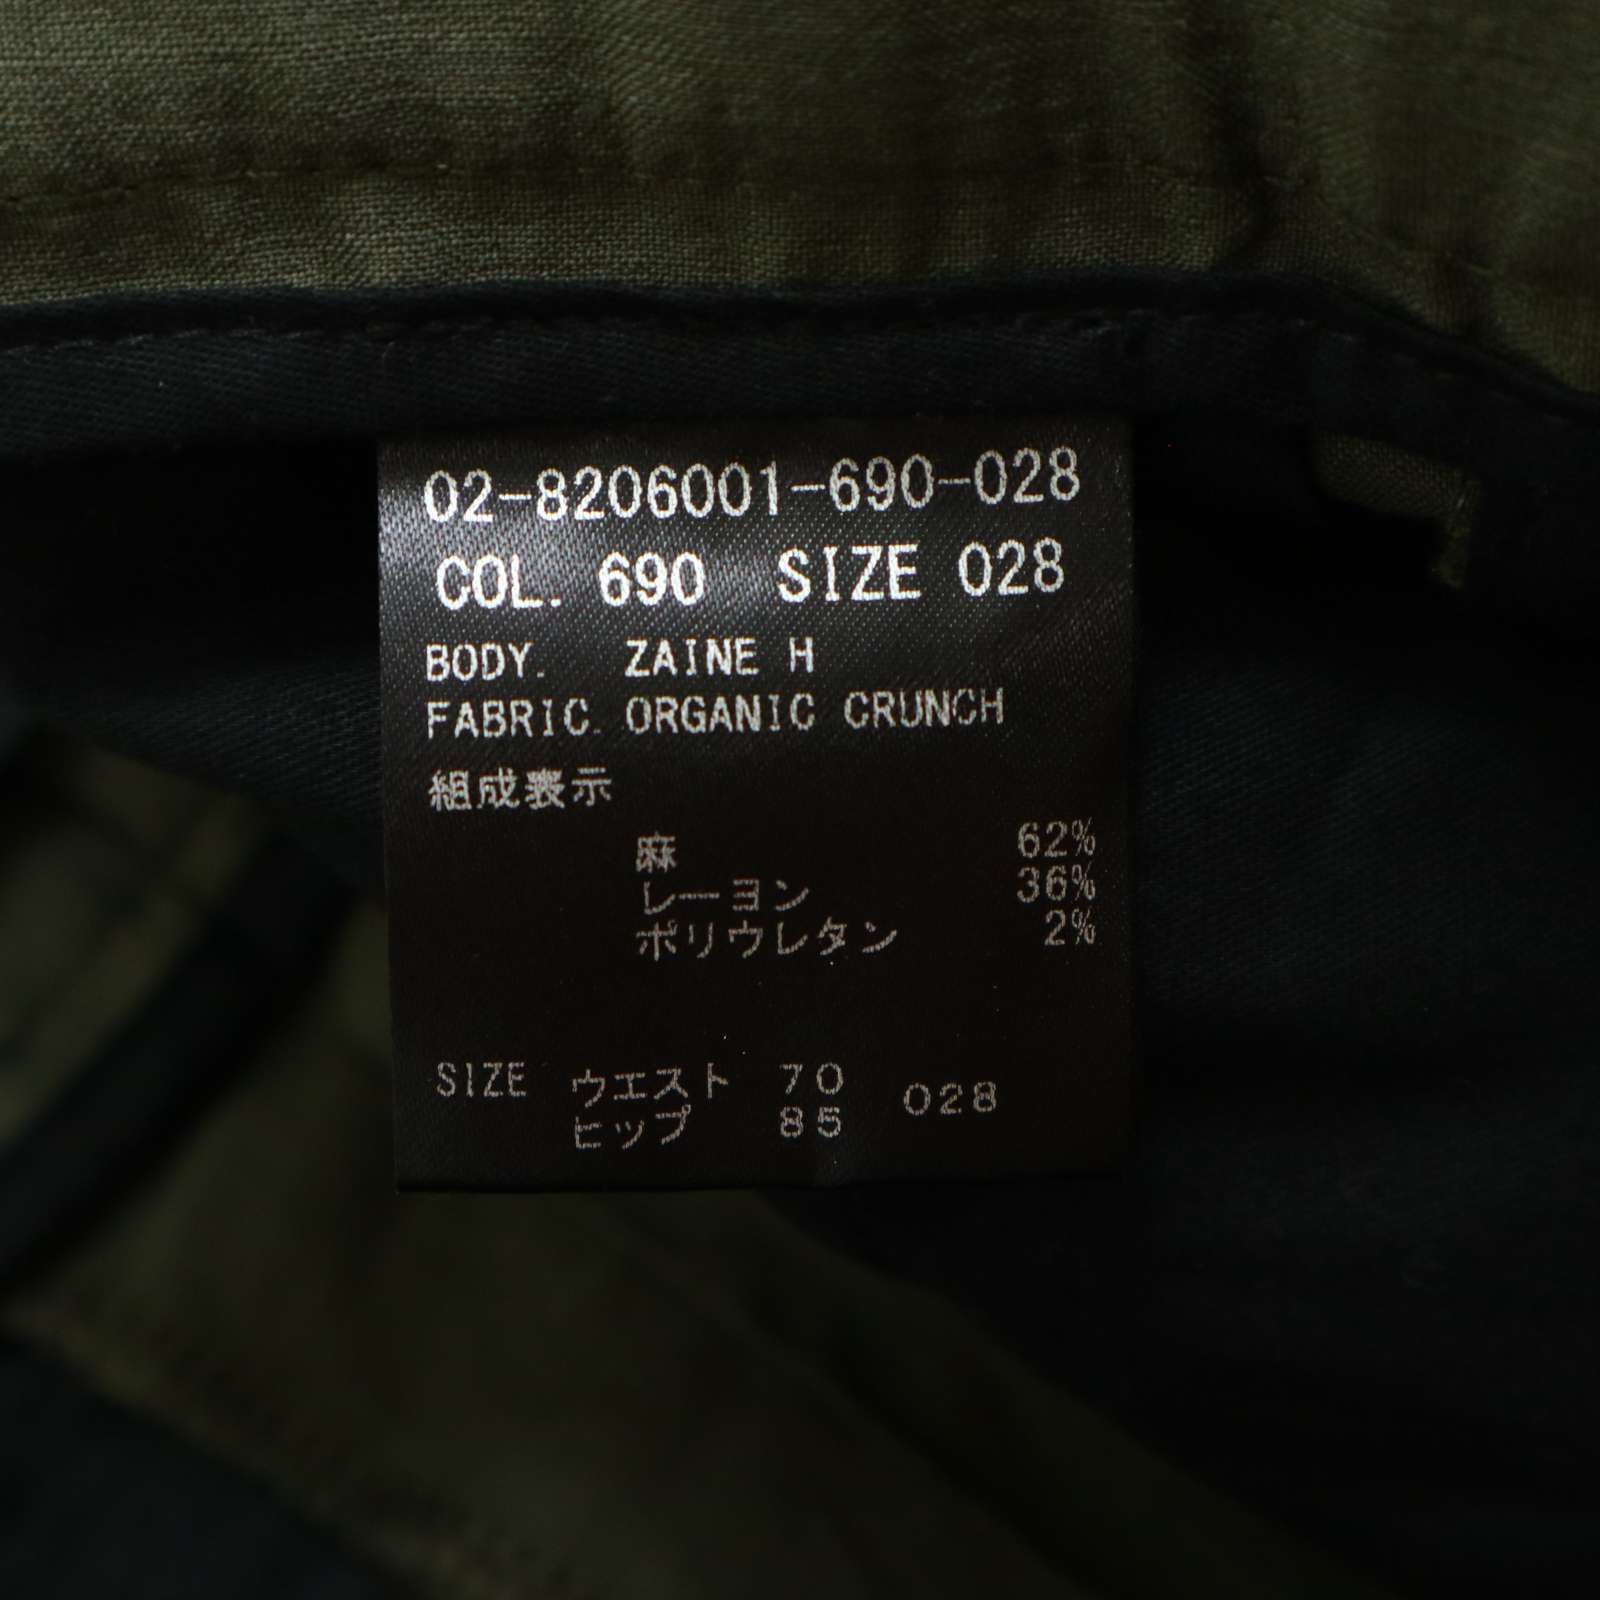 02-8206001-690-028
COL. 690 SIZE 028
BODY. ZAINE H
FABRIC. ORGANIC CRUNCH
組成表示
麻 62%
レーヨン 36%
ポリウレタン 2%
SIZE ウエスト 70 028
ヒップ 85